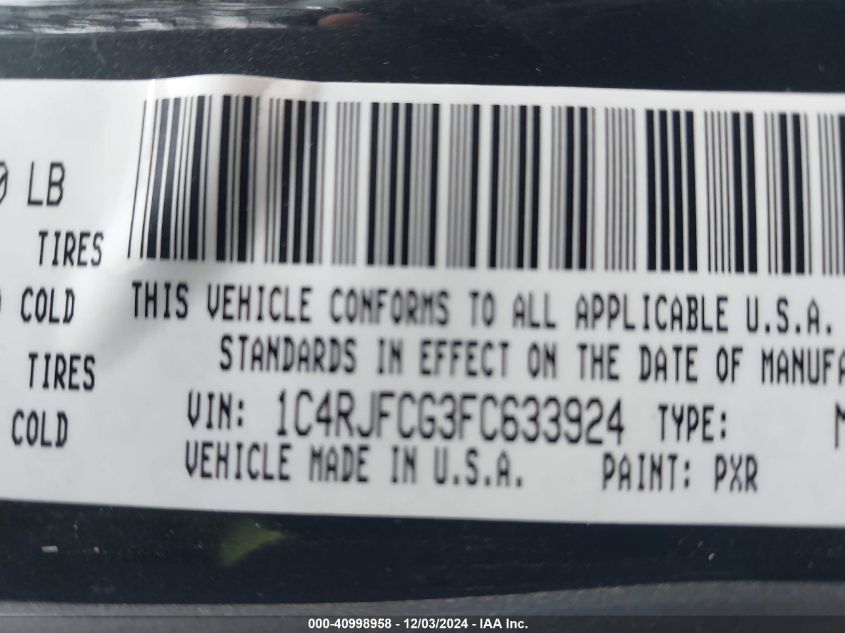 LB
TIRES
COLD
TIRES
COLD
THIS VEHICLE CONFORMS TO ALL APPLICABLE U.S.A.
STANDARDS IN EFFECT ON THE DATE OF MANUFA
VIN: 1C4RJFCG3FC633924 TYPE:
VEHICLE MADE IN U.S.A. PAINT: PXR
000-40998958 - 12/03/2024 - IAA Inc.